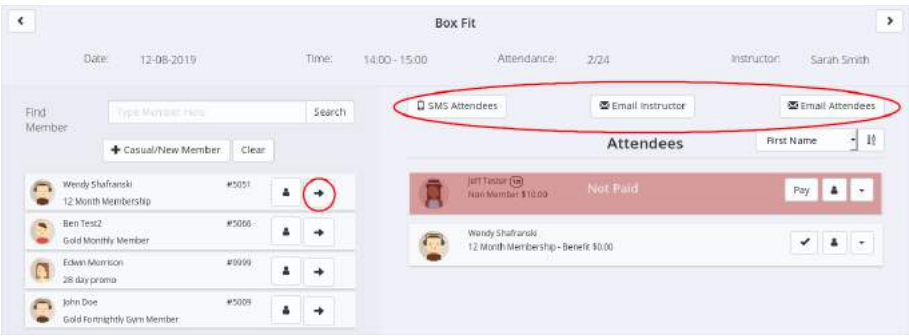 Box Fit
Date: 12-08-2019 Time: 14:00 - 15:00 Attendance: 2/24 Instructor: Sarah Smith
Find Member
Type Member Here
Search
Casual/New Member
Clear
Wendy Shafranski #5051
12 Month Membership
Ben Test2 #5066
Gold Monthly Member
Edwin Morrison #9999
28 day promo
John Doe #5009
Gold Fortnightly Gym Member
SMS Attendees
Email Instructor
Email Attendees
Attendees
First Name
Jeff Tester
Non Member $10.00
Not Paid
Pay
Wendy Shafranski
12 Month Membership - Benefit $0.00